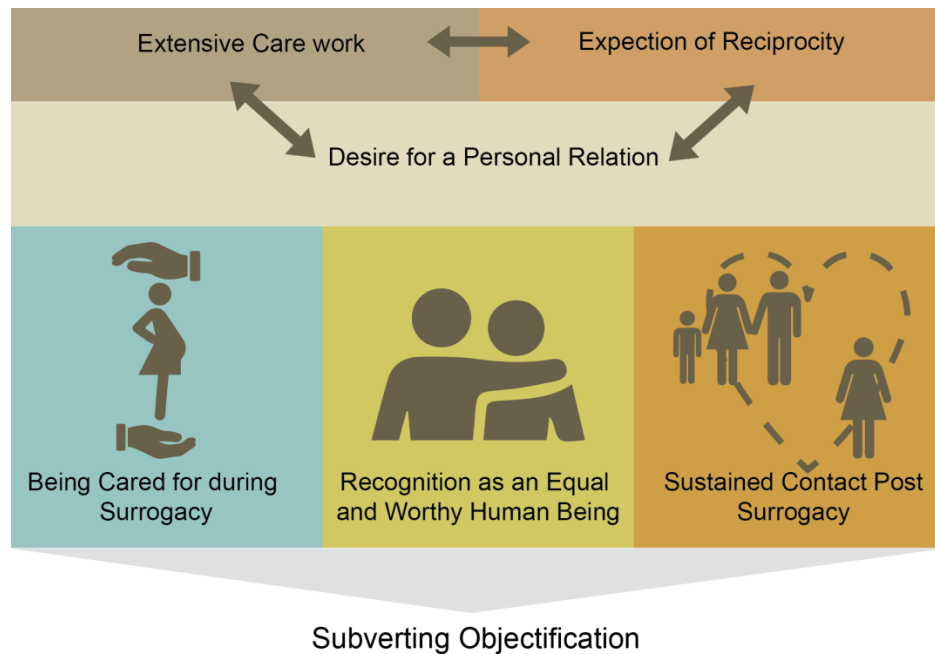 Extensive Care work
Expection of Reciprocity
Desire for a Personal Relation
Being Cared for during
Surrogacy
Recognition as an Equal
and Worthy Human Being
Sustained Contact Post
Surrogacy
Subverting Objectification